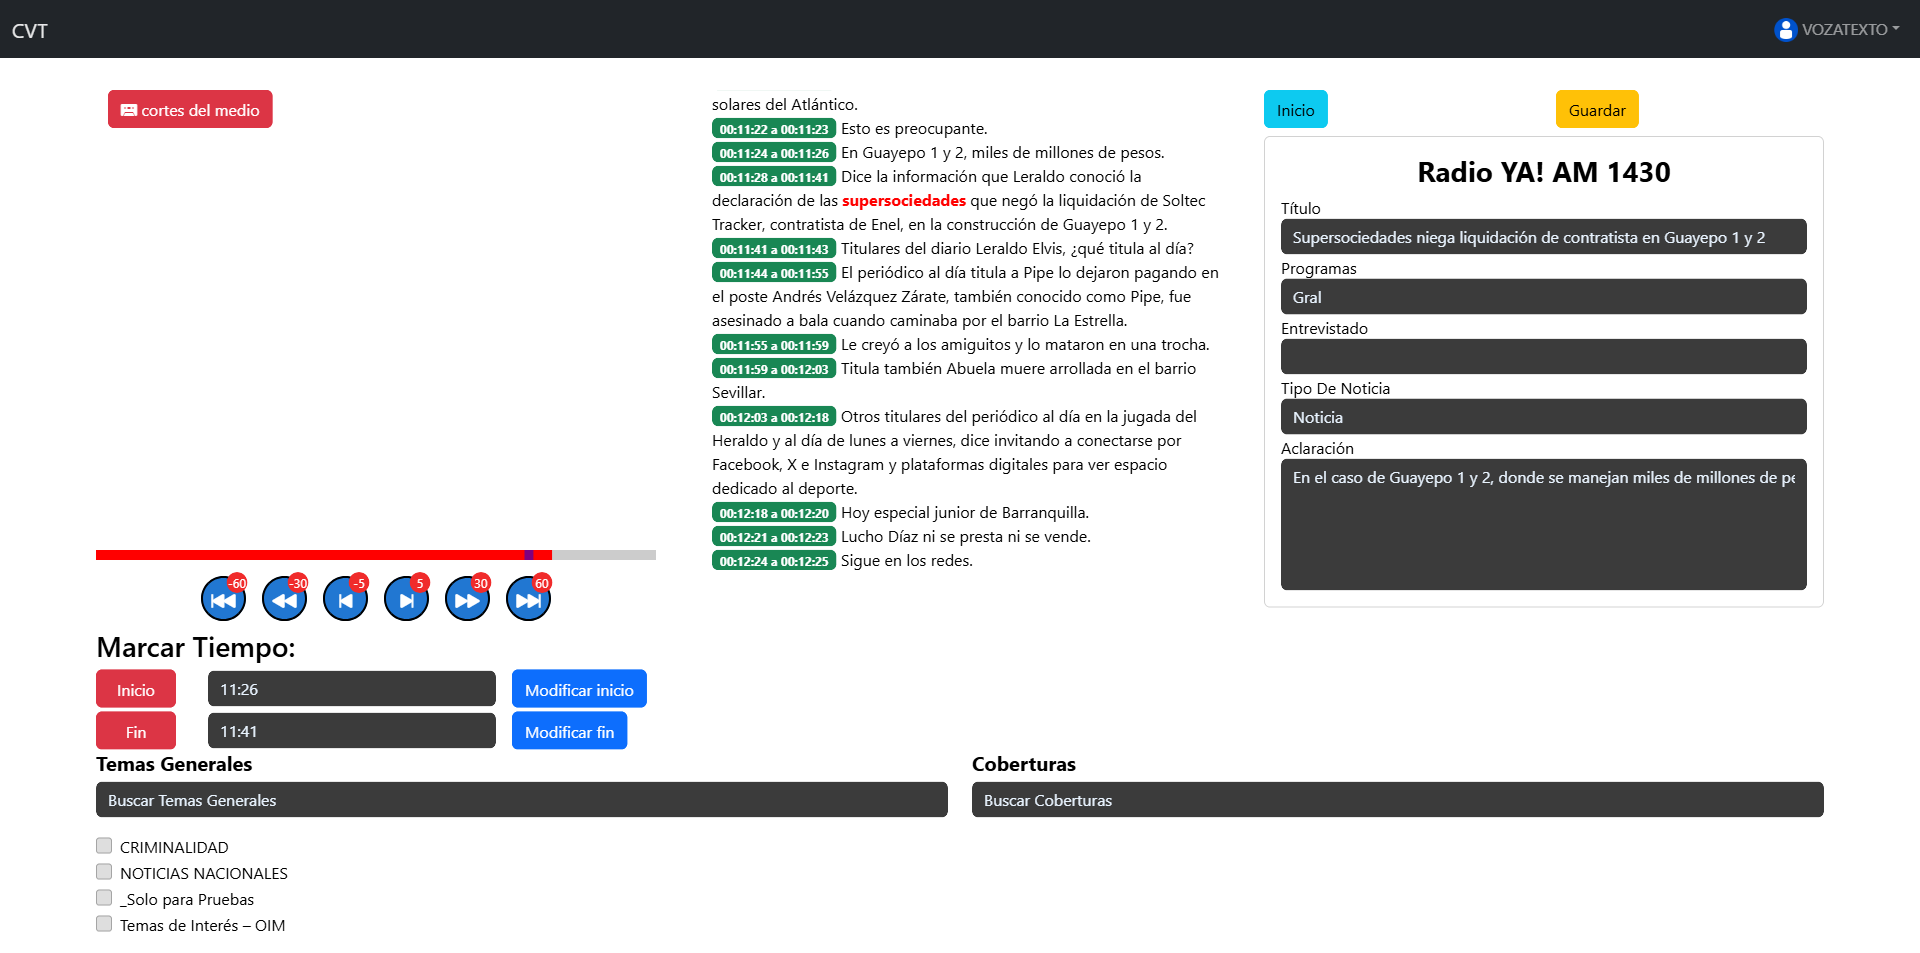 CVT
VOZATEXTO
cortes del medio
-60
-30
-5
5
30
60
Marcar Tiempo:
Inicio
11:26
Modificar inicio
Fin
11:41
Modificar fin
solares del Atlántico.
00:11:22 a 00:11:23 Esto es preocupante.
00:11:24 a 00:11:26 En Guayepo 1 y 2, miles de millones de pesos.
00:11:28 a 00:11:41 Dice la información que Leraldo conoció la
declaración de las supersociedades que negó la liquidación de Soltec
Tracker, contratista de Enel, en la construcción de Guayepo 1 y 2.
00:11:41 a 00:11:43 Titulares del diario Leraldo Elvis, ¿qué titula al día?
00:11:44 a 00:11:55 El periódico al día titula a Pipe lo dejaron pagando en
el poste Andrés Velázquez Zárate, también conocido como Pipe, fue
asesinado a bala cuando caminaba por el barrio La Estrella.
00:11:55 a 00:11:59 Le creyó a los amiguitos y lo mataron en una trocha.
00:11:59 a 00:12:03 Titula también Abuela muere arrollada en el barrio
Sevillar.
00:12:03 a 00:12:18 Otros titulares del periódico al día en la jugada del
Heraldo y al día de lunes a viernes, dice invitando a conectarse por
Facebook, X e Instagram y plataformas digitales para ver espacio
dedicado al deporte.
00:12:18 a 00:12:20 Hoy especial junior de Barranquilla.
00:12:21 a 00:12:23 Lucho Díaz ni se presta ni se vende.
00:12:24 a 00:12:25 Sigue en los redes.
Inicio
Guardar
Radio YA! AM 1430
Título
Supersociedades niega liquidación de contratista en Guayepo 1 y 2
Programas
Gral
Entrevistado
Tipo De Noticia
Noticia
Aclaración
En el caso de Guayepo 1 y 2, donde se manejan miles de millones de pe
Temas Generales
Buscar Temas Generales
CRIMINALIDAD
NOTICIAS NACIONALES
_Solo para Pruebas
Temas de Interés – OIM
Coberturas
Buscar Coberturas